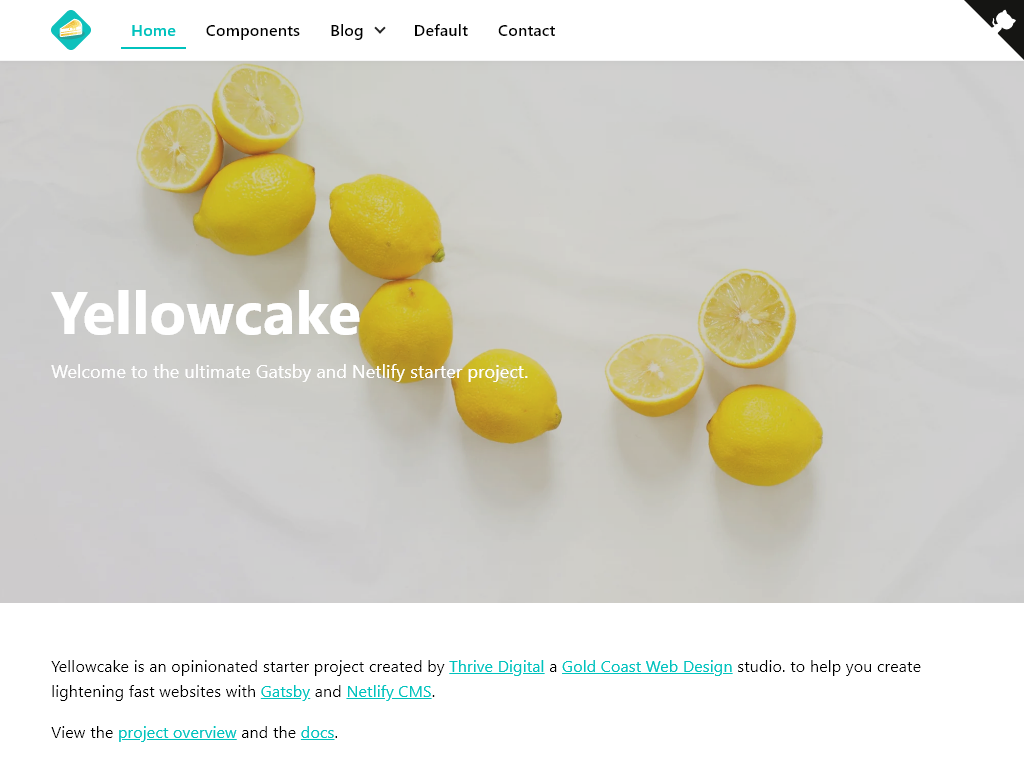 Home Components Blog Default Contact
Yellowcake
Welcome to the ultimate Gatsby and Netlify starter project.
Yellowcake is an opinionated starter project created by Thrive Digital a Gold Coast Web Design studio. to help you create
lightening fast websites with Gatsby and Netlify CMS.
View the project overview and the docs.